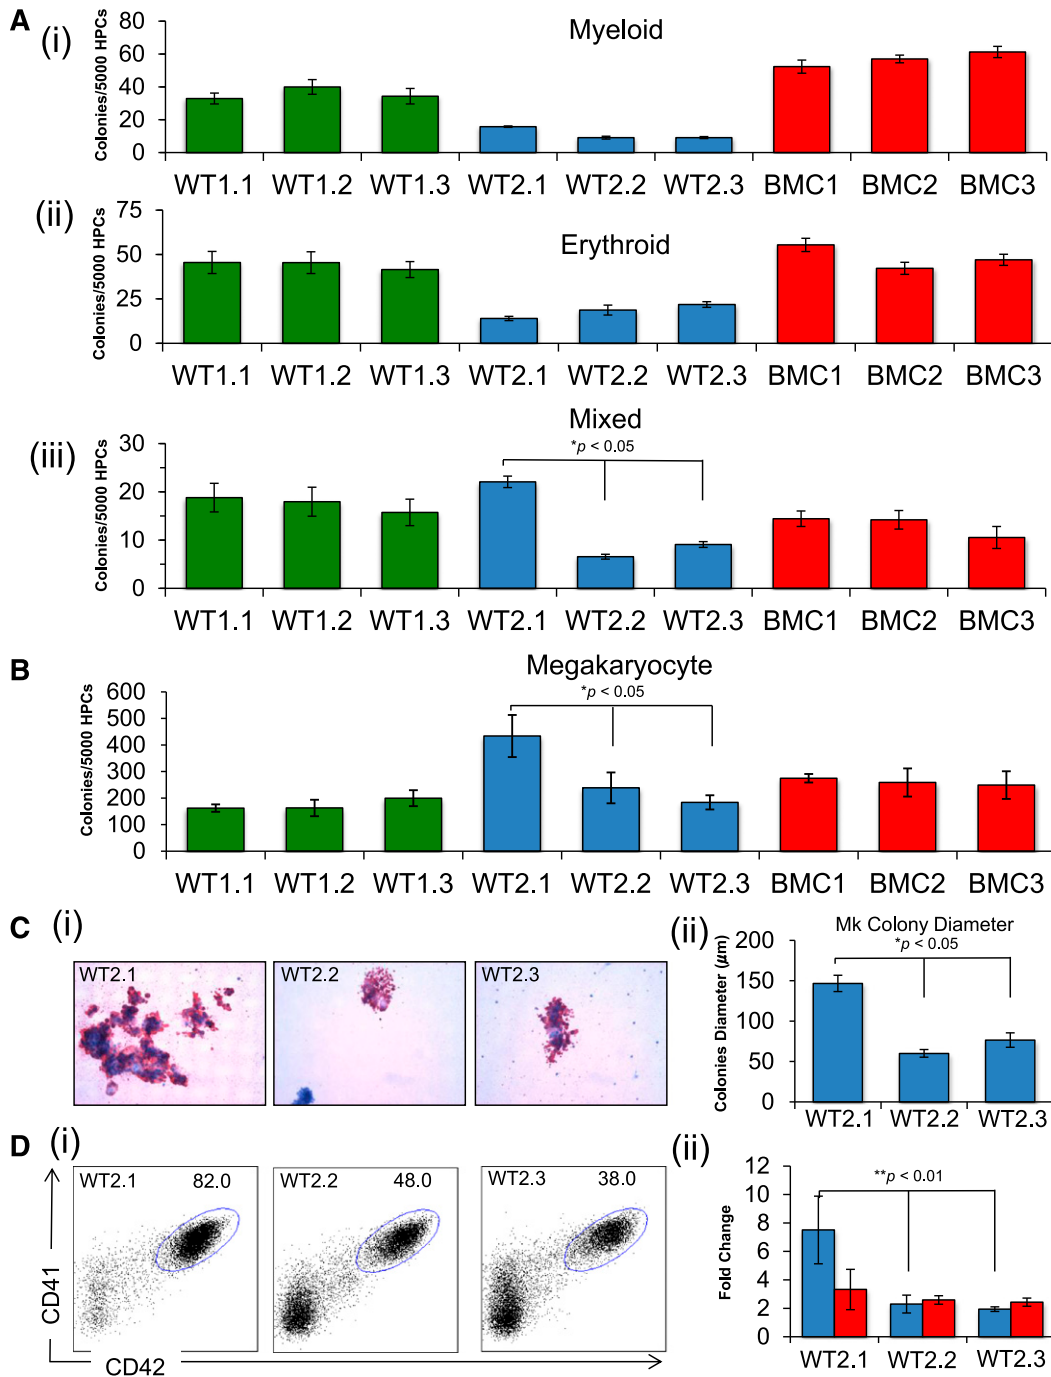 A
(i)
Myeloid
Colonies/5000 HPCs
80
60
40
20
0
WT1.1 WT1.2 WT1.3 WT2.1 WT2.2 WT2.3 BMC1 BMC2 BMC3
(ii)
Erythroid
Colonies/5000 HPCs
75
50
25
0
WT1.1 WT1.2 WT1.3 WT2.1 WT2.2 WT2.3 BMC1 BMC2 BMC3
(iii)
Mixed
*p < 0.05
Colonies/5000 HPCs
30
20
10
0
WT1.1 WT1.2 WT1.3 WT2.1 WT2.2 WT2.3 BMC1 BMC2 BMC3
B
Megakaryocyte
*p < 0.05
Colonies/5000 HPCs
600
500
400
300
200
100
0
WT1.1 WT1.2 WT1.3 WT2.1 WT2.2 WT2.3 BMC1 BMC2 BMC3
C
(i)
WT2.1
WT2.2
WT2.3
(ii)
Mk Colony Diameter
*p < 0.05
Colonies Diameter (µm)
200
150
100
50
0
WT2.1 WT2.2 WT2.3
D
(i)
WT2.1 82.0
WT2.2 48.0
WT2.3 38.0
CD41
CD42
(ii)
**p < 0.01
Fold Change
12
10
8
6
4
2
0
WT2.1 WT2.2 WT2.3